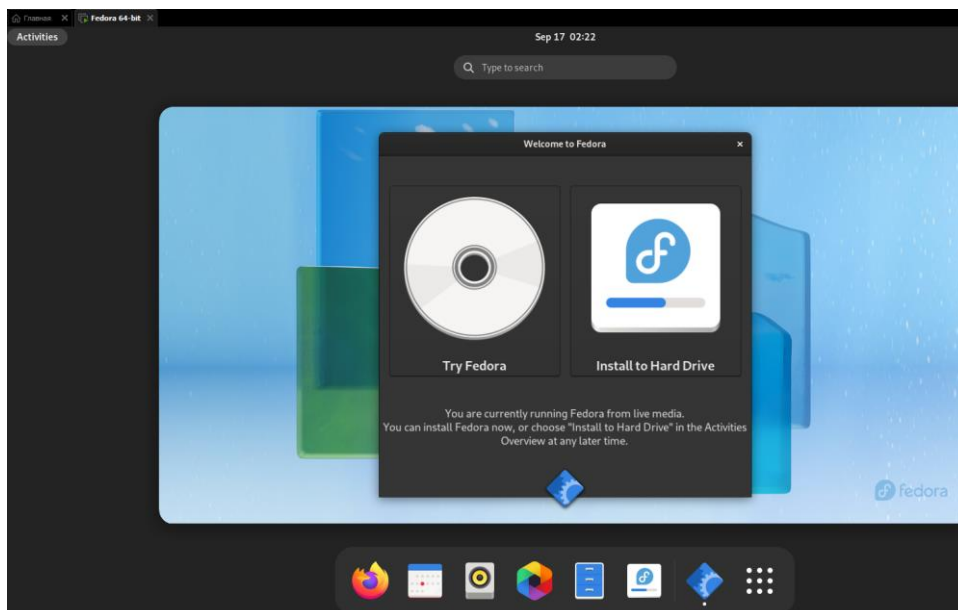 Главная
Fedora 64-bit
Activities
Sep 17 02:22
Type to search
Welcome to Fedora
Try Fedora
Install to Hard Drive
You are currently running Fedora from live media.
You can install Fedora now, or choose "Install to Hard Drive" in the Activities
Overview at any later time.
fedora